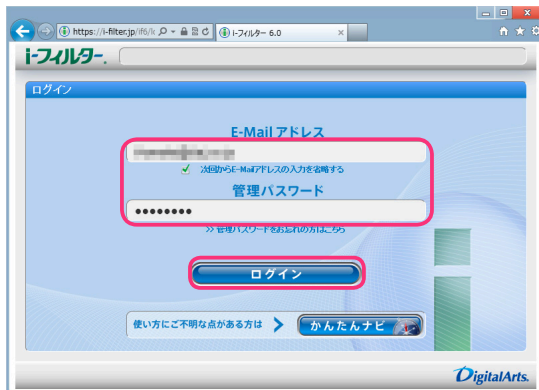 https://i-filter.jp/if6/
i-フィルター 6.0
i-フィルター.
ログイン
E-Mail アドレス
次回からE-Mailアドレスの入力を省略する
管理パスワード
>> 管理パスワードをお忘れの方はこちら
ログイン
使い方にご不明な点がある方は
かんたんナビ
DigitalArts.